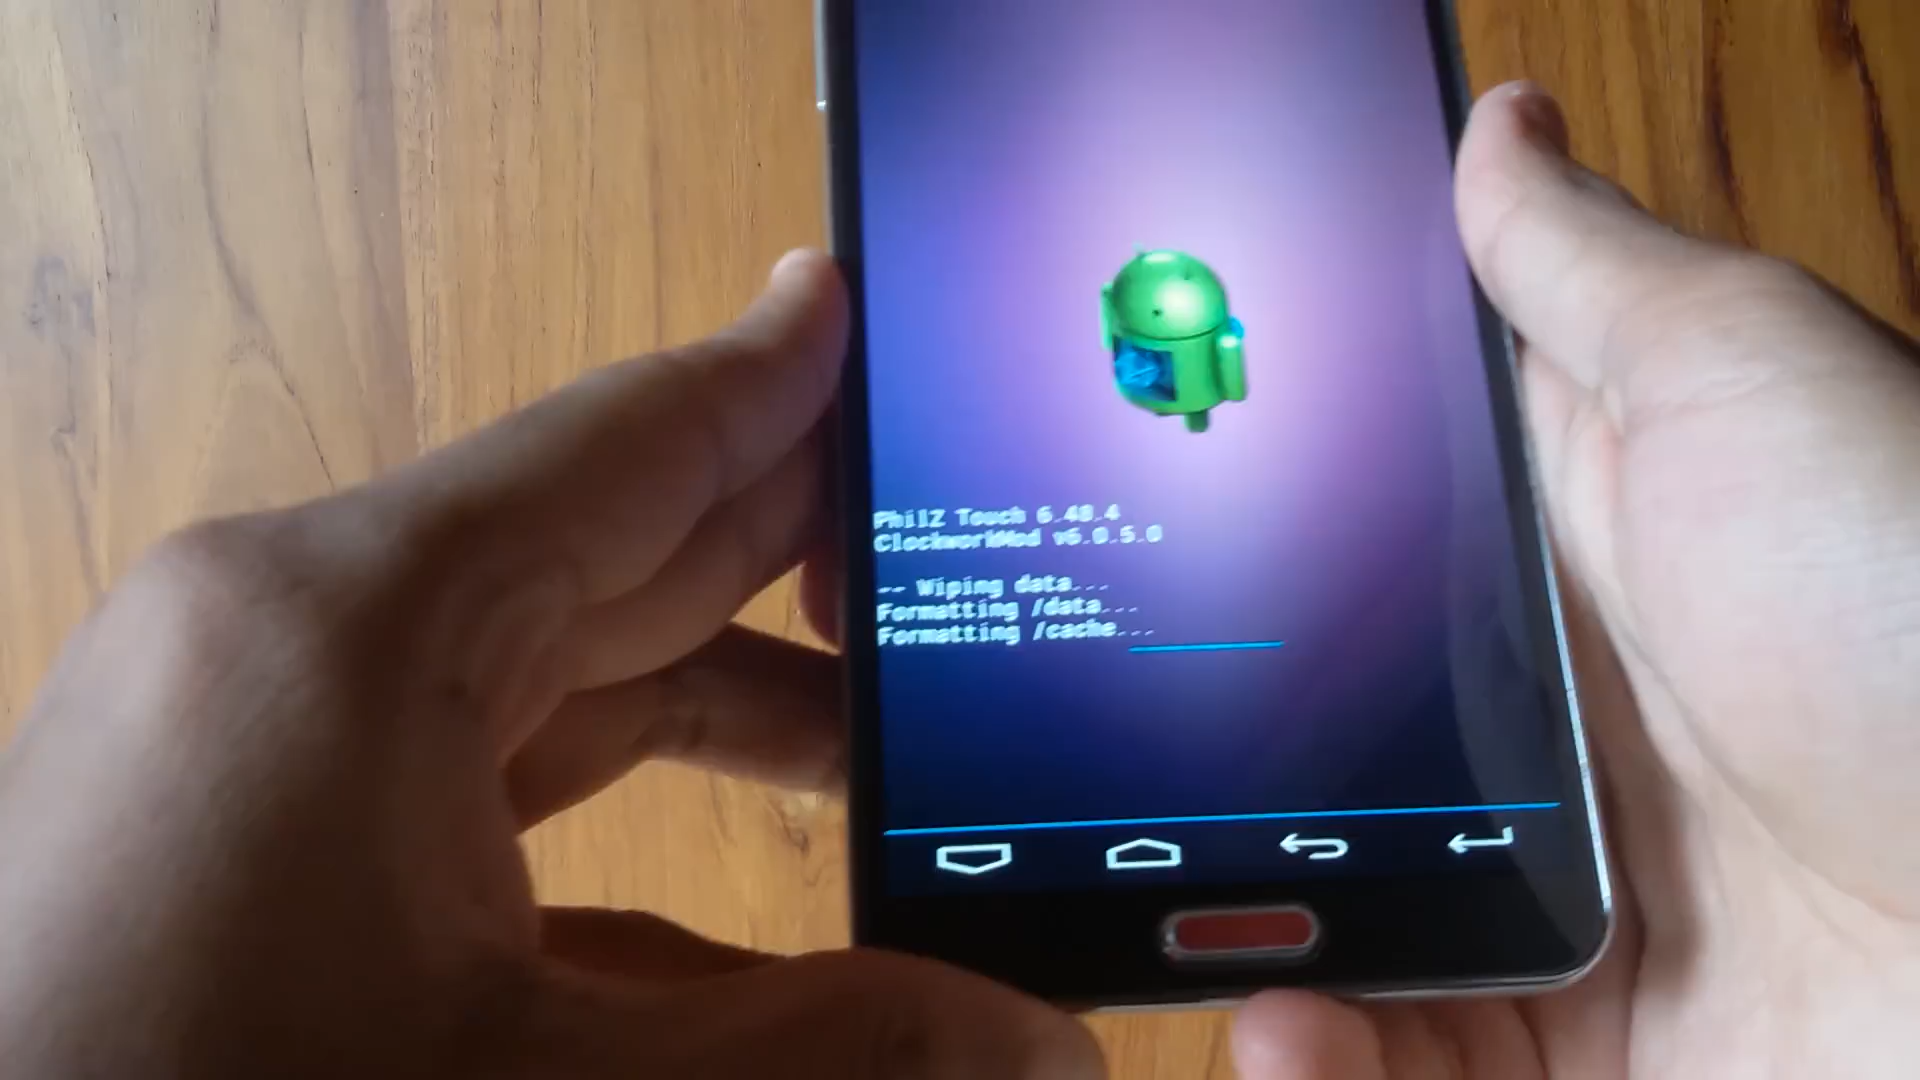 PhilZ Touch 6.48.4
ClockworkMod v6.0.5.0
-- Wiping data...
Formatting /data...
Formatting /cache...